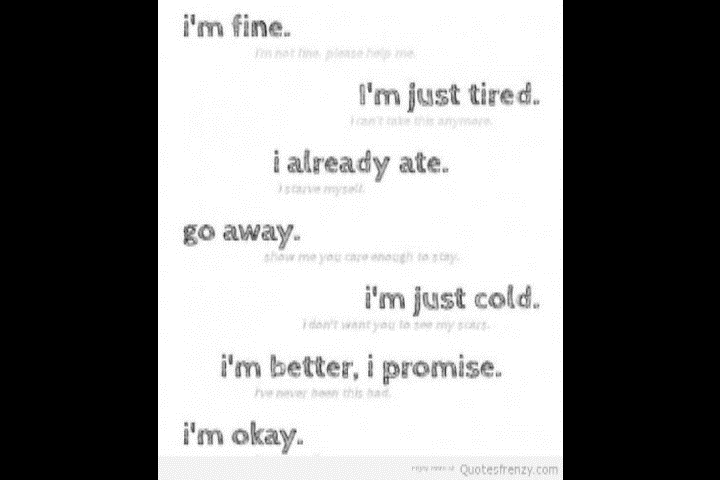 i'm fine.
I'm not fine, please help me.
I'm just tired.
I can't take this anymore.
i already ate.
I starve myself.
go away.
show me you care enough to stay.
i'm just cold.
I don't want you to see my scars.
i'm better, i promise.
I've never been this bad.
i'm okay.
Quotesfrenzy.com